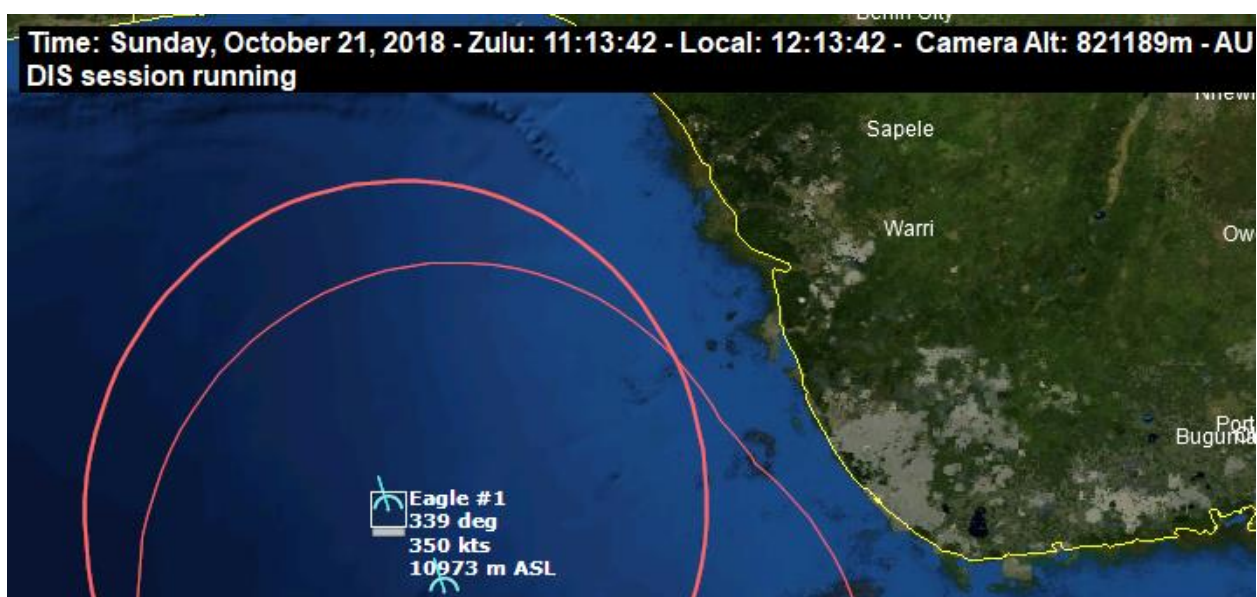 Time: Sunday, October 21, 2018 - Zulu: 11:13:42 - Local: 12:13:42 - Camera Alt: 821189m - AU
DIS session running
Sapele
Warri
Eagle #1
339 deg
350 kts
10973 m ASL